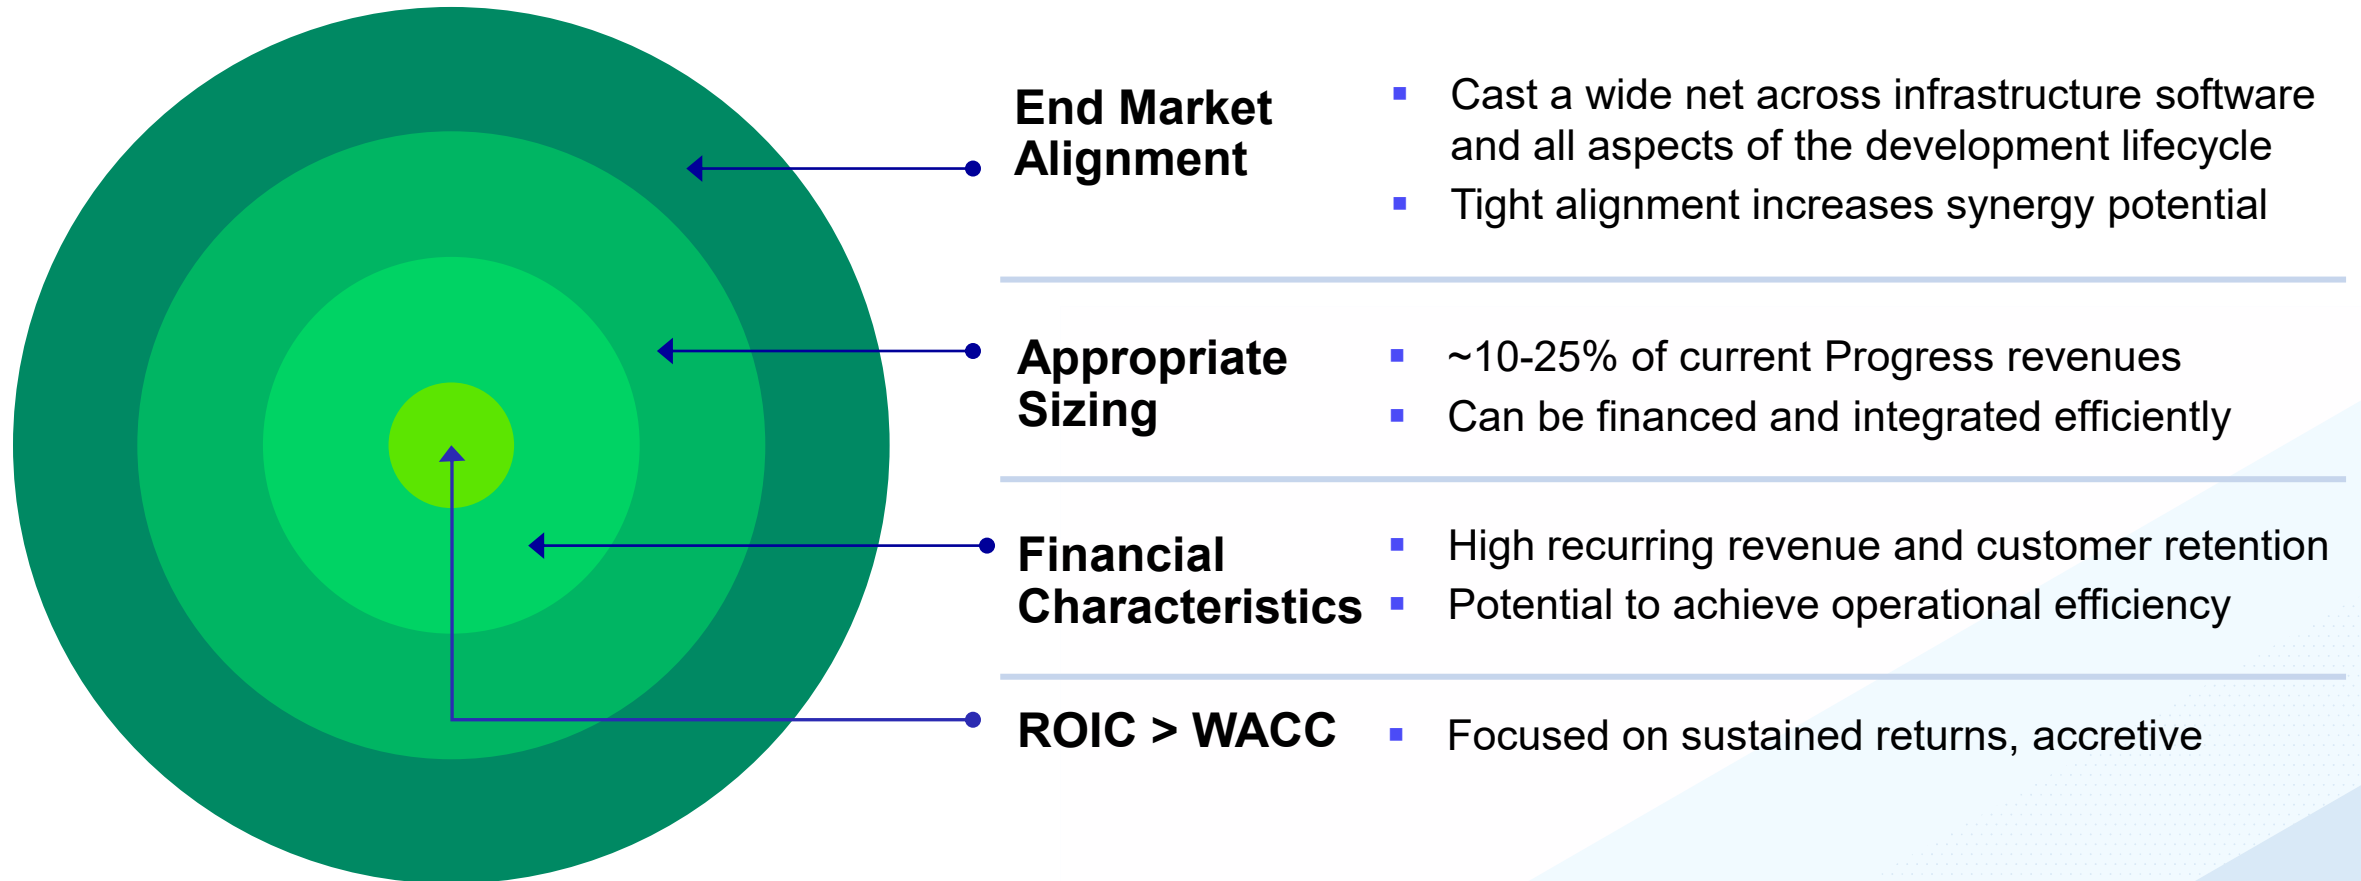 End Market
Alignment
▪ Cast a wide net across infrastructure software
and all aspects of the development lifecycle
▪ Tight alignment increases synergy potential
Appropriate
Sizing
▪ ~10-25% of current Progress revenues
▪ Can be financed and integrated efficiently
Financial
Characteristics
▪ High recurring revenue and customer retention
▪ Potential to achieve operational efficiency
ROIC > WACC
▪ Focused on sustained returns, accretive